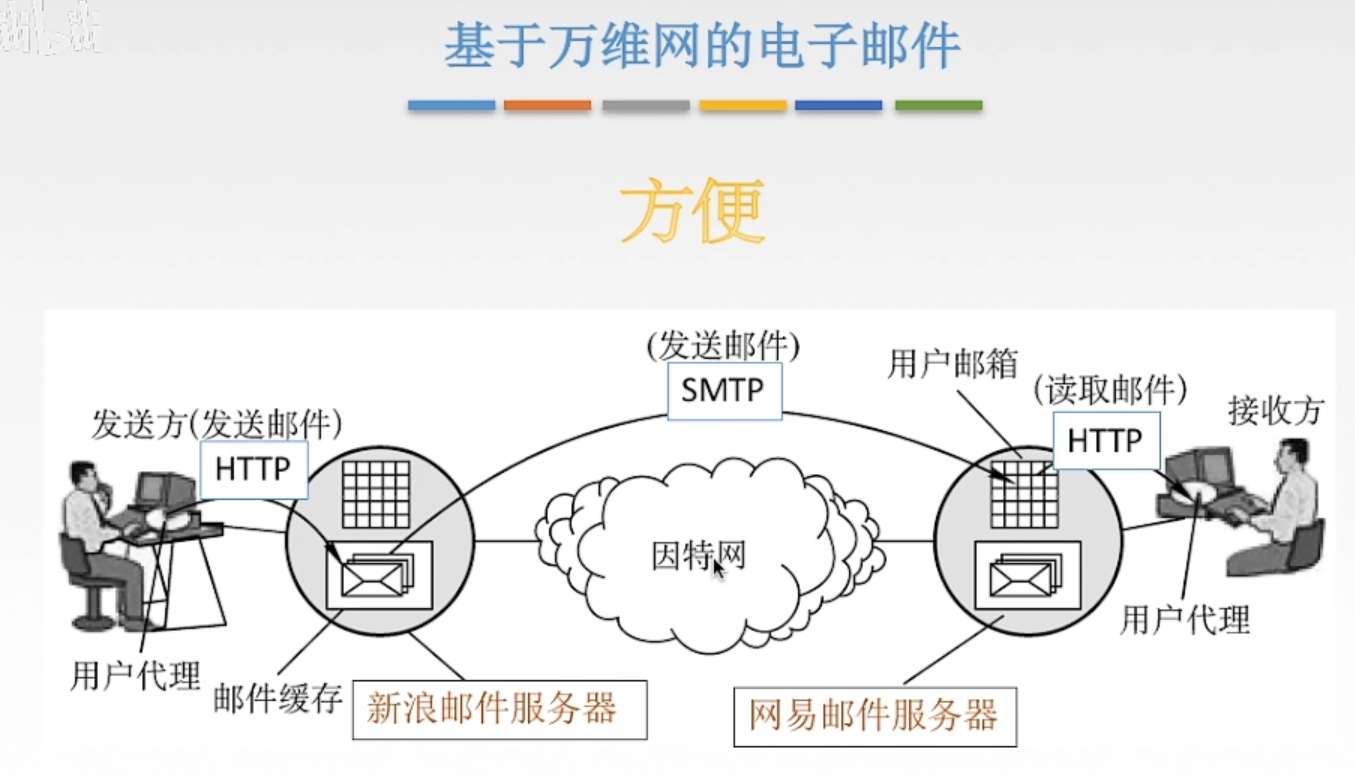 基于万维网的电子邮件
方便
(发送邮件)
SMTP
用户邮箱
(读取邮件)
HTTP
接收方
发送方(发送邮件)
HTTP
因特网
用户代理
用户代理
邮件缓存
新浪邮件服务器
网易邮件服务器